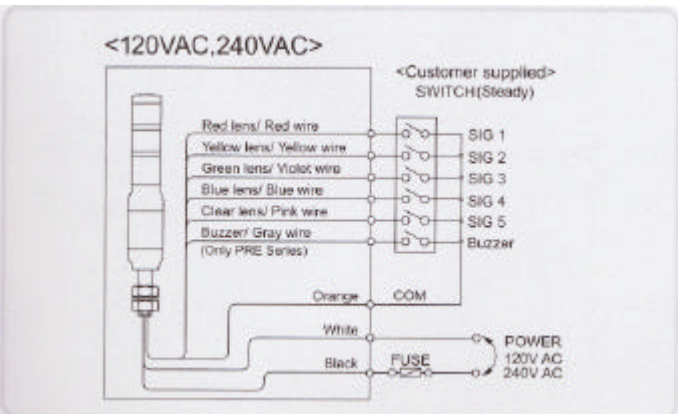 <120VAC,240VAC>
<Customer supplied>
SWITCH(Steady)
Red lens/ Red wire
SIG 1
Yellow lens/ Yellow wire
SIG 2
Green lens/ Violet wire
SIG 3
Blue lens/ Blue wire
SIG 4
Clear lens/ Pink wire
SIG 5
Buzzer/ Gray wire
Buzzer
(Only PRE Series)
Orange
COM
White
POWER
120V AC
240V AC
Black
FUSE